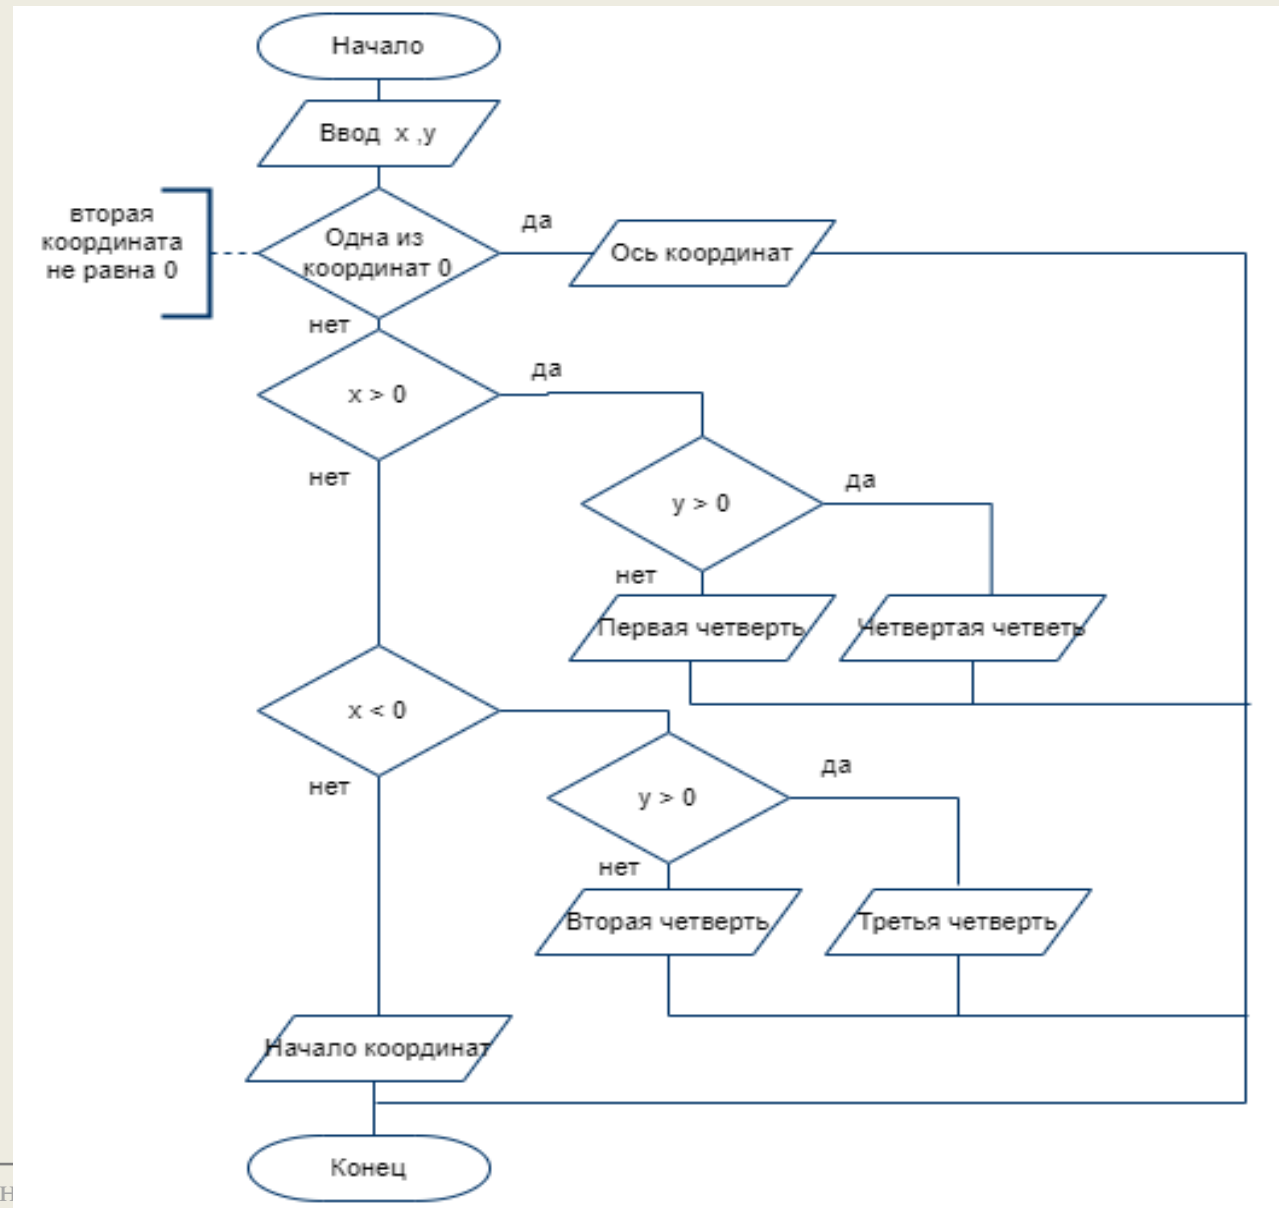 Начало
Ввод x ,y
вторая
координата
не равна 0
Одна из
координат 0
да
Ось координат
нет
x > 0
да
нет
y > 0
да
нет
Первая четверть
Четвертая четветь
x < 0
нет
y > 0
да
нет
Вторая четверть
Третья четверть
Начало координат
Конец